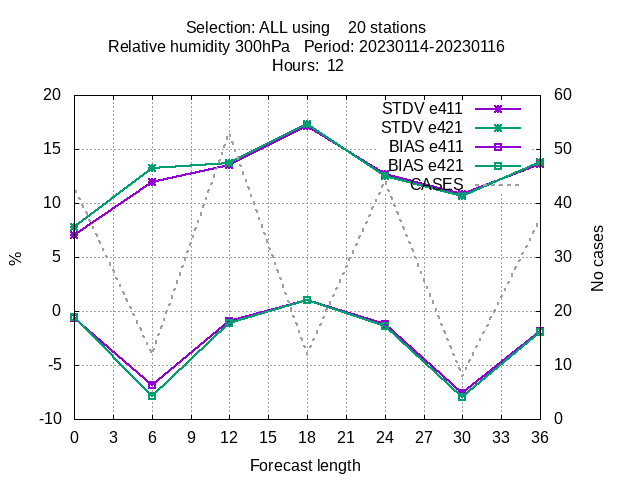 Selection: ALL using    20 stations
Relative humidity 300hPa   Period: 20230114-20230116
Hours: 12
20
15
10
5
0
-5
-10
%
60
50
40
30
20
10
0
No cases
STDV e411
STDV e421
BIAS e411
BIAS e421
CASES
0 3 6 9 12 15 18 21 24 27 30 33 36
Forecast length